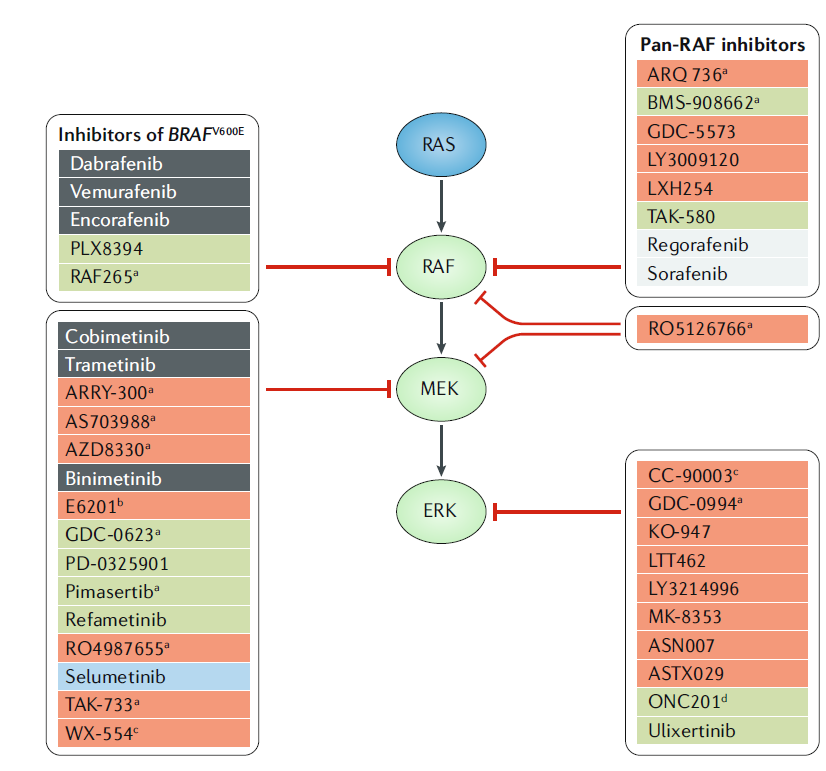 Inhibitors of BRAFV600E
Dabrafenib
Vemurafenib
Encorafenib
PLX8394
RAF265a
Cobimetinib
Trametinib
ARRY-300a
AS703988a
AZD8330a
Binimetinib
E6201b
GDC-0623a
PD-0325901
Pimasertiba
Refametinib
RO4987655a
Selumetinib
TAK-733a
WX-554c
RAS
RAF
MEK
ERK
Pan-RAF inhibitors
ARQ 736a
BMS-908662a
GDC-5573
LY3009120
LXH254
TAK-580
Regorafenib
Sorafenib
RO5126766a
CC-90003c
GDC-0994a
KO-947
LTT462
LY3214996
MK-8353
ASN007
ASTX029
ONC201d
Ulixertinib